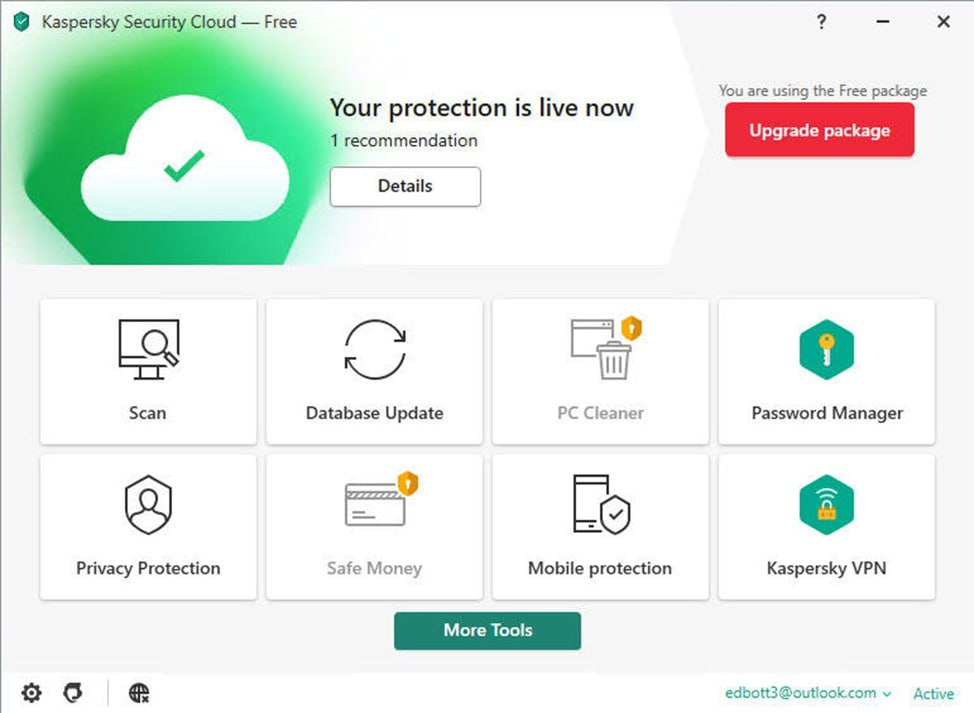 Kaspersky Security Cloud — Free
?
Your protection is live now
1 recommendation
Details
You are using the Free package
Upgrade package
Scan
Database Update
PC Cleaner
Password Manager
Privacy Protection
Safe Money
Mobile protection
Kaspersky VPN
More Tools
edbott3@outlook.com
Active